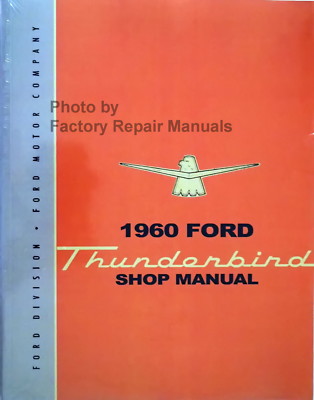 Photo by
Factory Repair Manuals
1960 FORD
Thunderbird
SHOP MANUAL
FORD DIVISION • FORD MOTOR COMPANY